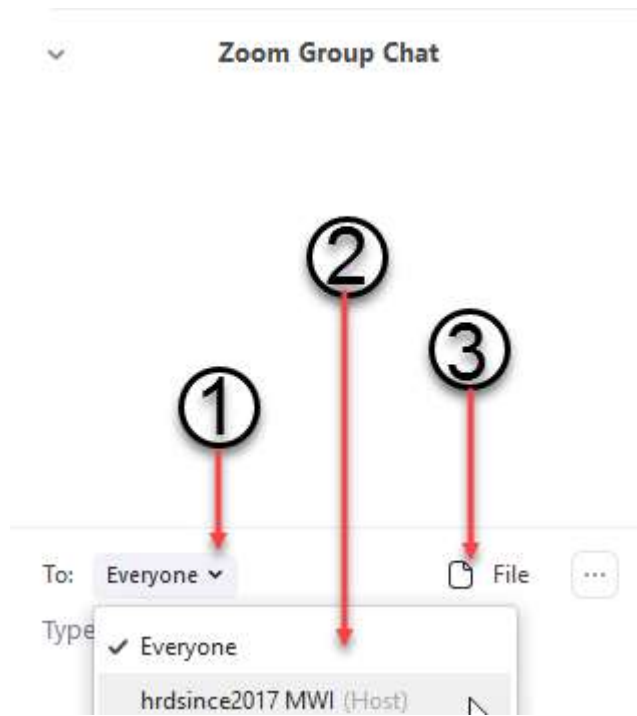 Zoom Group Chat
2
3
1
To: Everyone File ...
Type
✓ Everyone
hrdsince2017 MWI (Host)